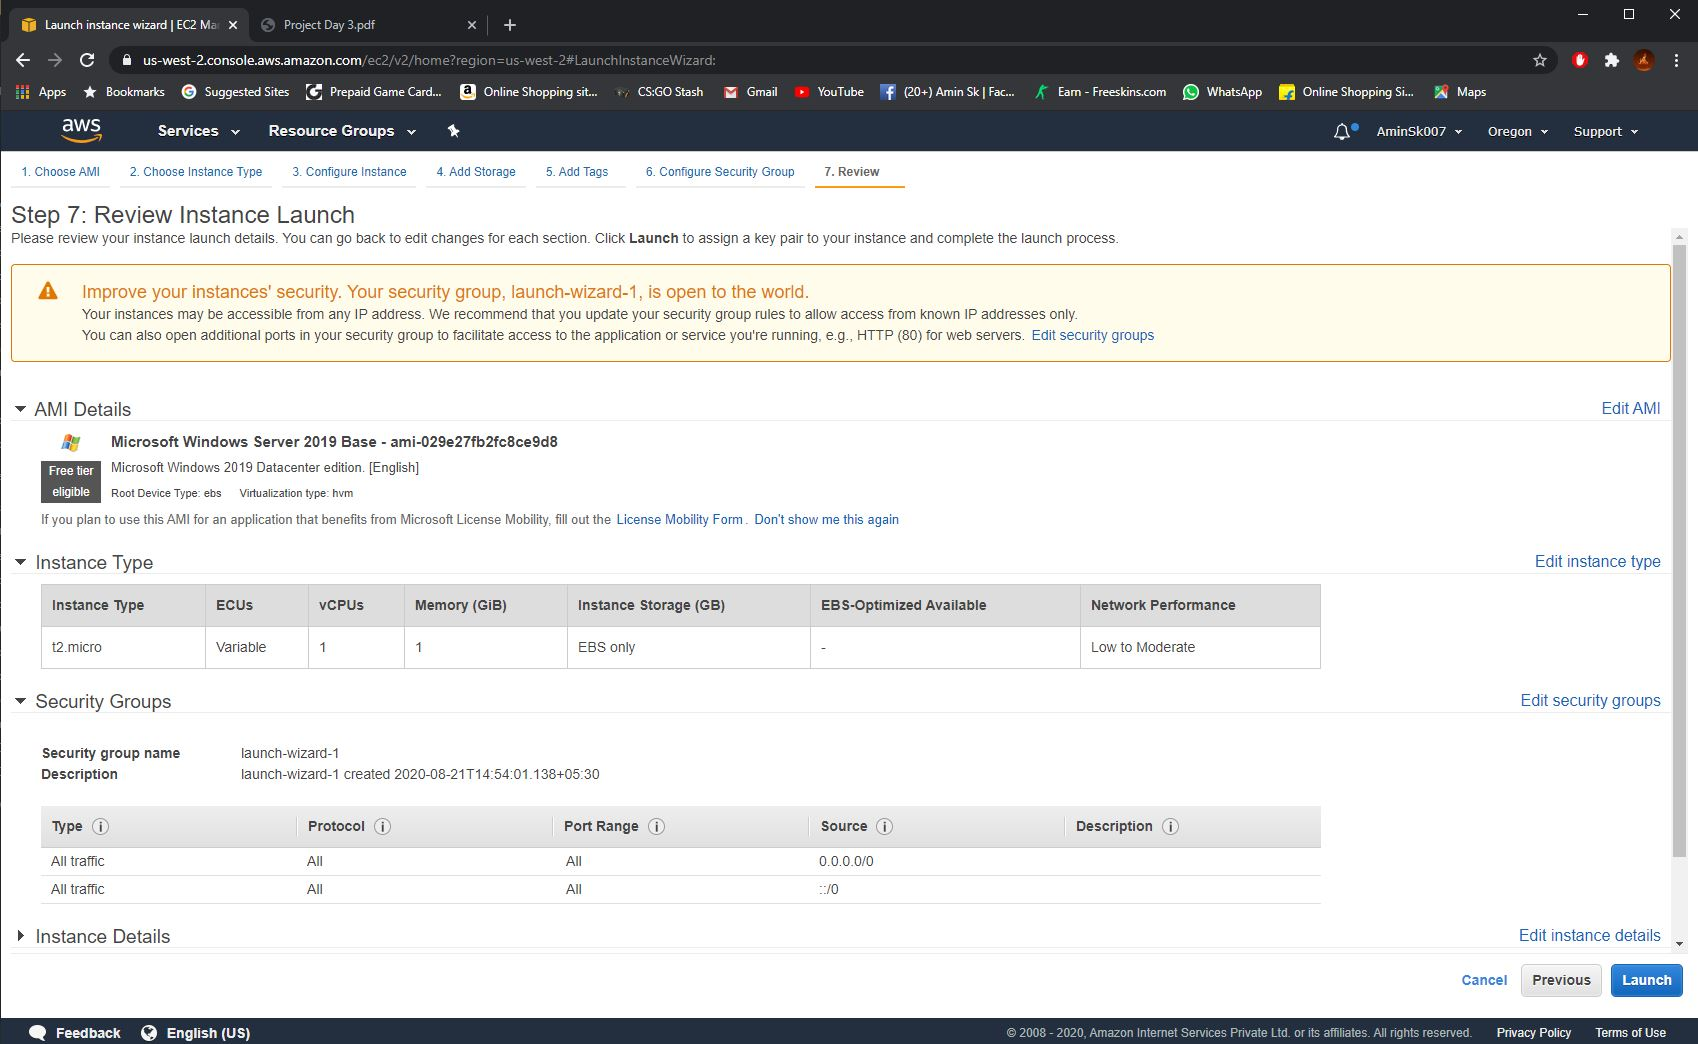 Launch instance wizard | EC2 Ma
Project Day 3.pdf
us-west-2.console.aws.amazon.com/ec2/v2/home?region=us-west-2#LaunchInstanceWizard:
Apps Bookmarks Suggested Sites Prepaid Game Card... Online Shopping sit... CS:GO Stash Gmail YouTube (20+) Amin Sk | Fac... Earn - Freeskins.com WhatsApp Online Shopping Si... Maps
aws Services Resource Groups AminSk007 Oregon Support
1. Choose AMI 2. Choose Instance Type 3. Configure Instance 4. Add Storage 5. Add Tags 6. Configure Security Group 7. Review
Step 7: Review Instance Launch
Please review your instance launch details. You can go back to edit changes for each section. Click Launch to assign a key pair to your instance and complete the launch process.
Improve your instances' security. Your security group, launch-wizard-1, is open to the world.
Your instances may be accessible from any IP address. We recommend that you update your security group rules to allow access from known IP addresses only.
You can also open additional ports in your security group to facilitate access to the application or service you're running, e.g., HTTP (80) for web servers. Edit security groups
AMI Details Edit AMI
Microsoft Windows Server 2019 Base - ami-029e27fb2fc8ce9d8
Free tier
eligible
Microsoft Windows 2019 Datacenter edition. [English]
Root Device Type: ebs Virtualization type: hvm
If you plan to use this AMI for an application that benefits from Microsoft License Mobility, fill out the License Mobility Form. Don't show me this again
Instance Type Edit instance type
Instance Type ECUs vCPUs Memory (GiB) Instance Storage (GB) EBS-Optimized Available Network Performance
t2.micro Variable 1 1 EBS only - Low to Moderate
Security Groups Edit security groups
Security group name launch-wizard-1
Description launch-wizard-1 created 2020-08-21T14:54:01.138+05:30
Type i Protocol i Port Range i Source i Description i
All traffic All All 0.0.0.0/0
All traffic All All ::/0
Instance Details Edit instance details
Cancel Previous Launch
Feedback English (US) © 2008 - 2020, Amazon Internet Services Private Ltd. or its affiliates. All rights reserved. Privacy Policy Terms of Use